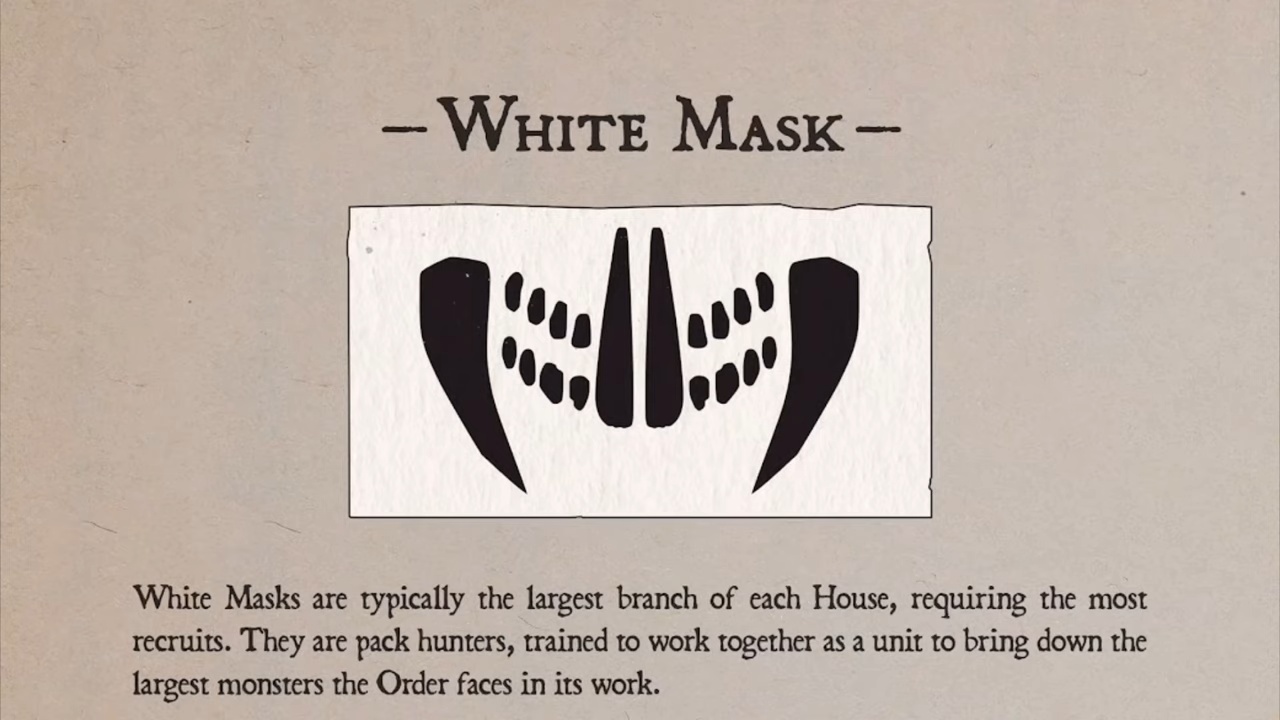 — White Mask —
White Masks are typically the largest branch of each House, requiring the most
recruits. They are pack hunters, trained to work together as a unit to bring down the
largest monsters the Order faces in its work.